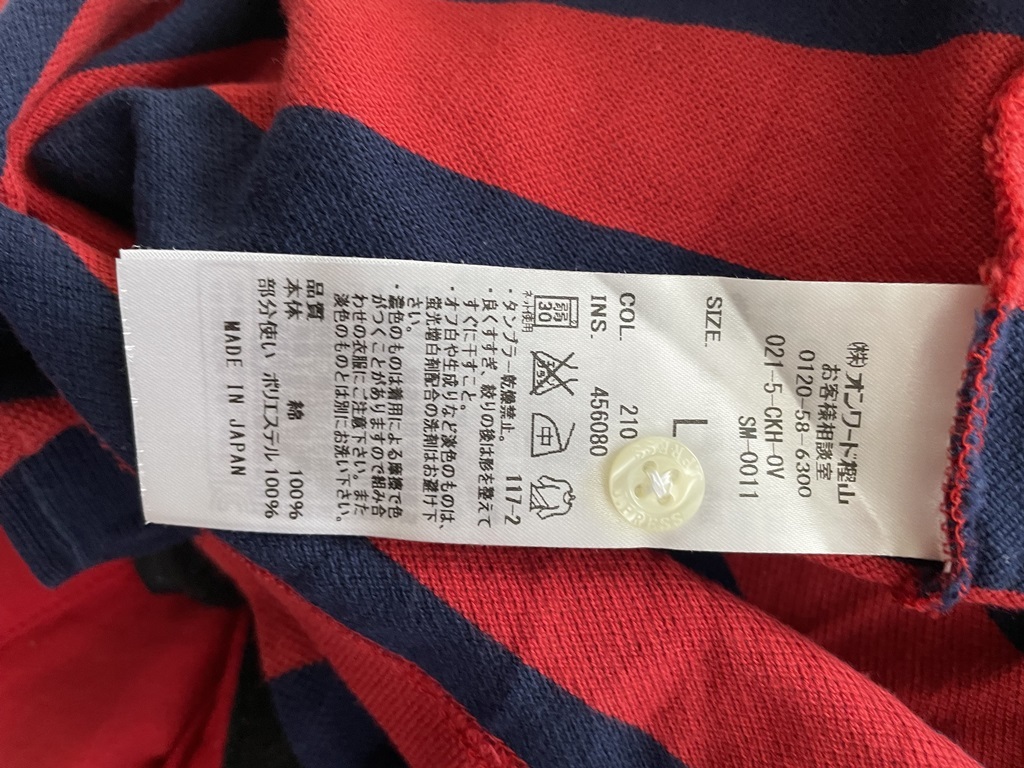 ㈱オンワード樫山
お客様相談室
0120-58-6300
021-5-CKH-OV
SM-0011
SIZE. L
COL. 210
INS. 456080
弱
30
ネット使用
中
117-2
・タンブラー乾燥禁止。
・良くすすぎ、絞りの後は形を整えて
すぐに干すこと。
・オフ白や生成りなど淡色のものは、
蛍光増白剤配合の洗剤はお避け下
さい。
・濃色のものは着用による摩擦で色
がつくことがありますので組み合
わせの衣服にご注意下さい。また
淡色のものとは別にお洗い下さい。
品質
本体 綿 100%
部分使い ポリエステル 100%
MADE IN JAPAN
PRESS